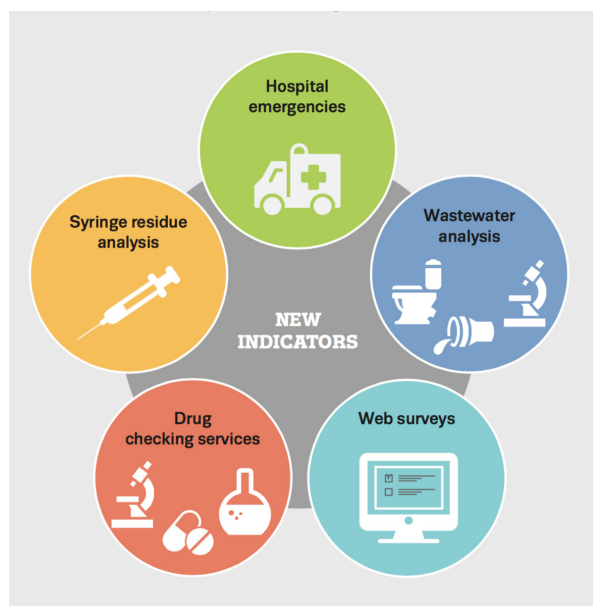 Hospital
emergencies
Syringe residue
analysis
Wastewater
analysis
NEW
INDICATORS
Drug
checking services
Web surveys